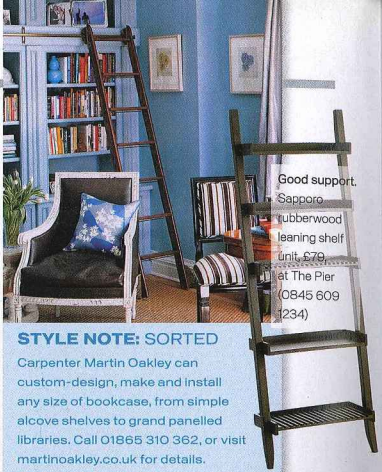 Good support.
Sapporo
rubberwood
leaning shelf
unit, £79,
at The Pier
(0845 609
1234)
STYLE NOTE: SORTED
Carpenter Martin Oakley can
custom-design, make and install
any size of bookcase, from simple
alcove shelves to grand panelled
libraries. Call 01865 310 362, or visit
martinoakley.co.uk for details.